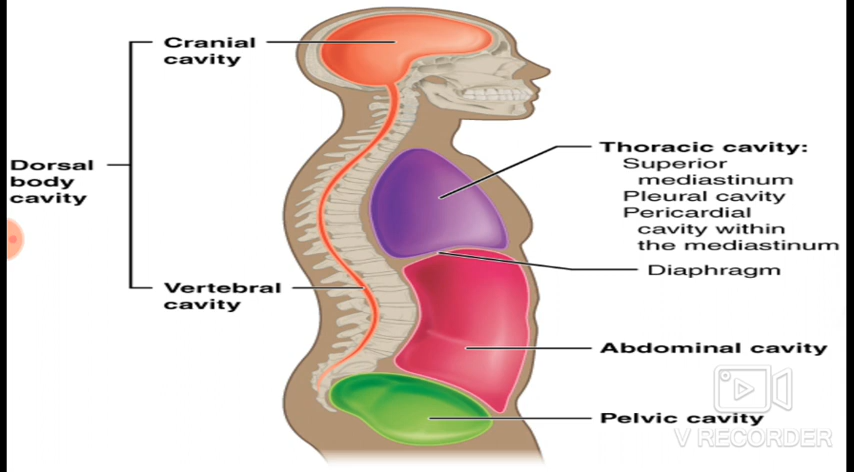 Cranial
cavity
Dorsal
body
cavity
Vertebral
cavity
Thoracic cavity:
Superior
mediastinum
Pleural cavity
Pericardial
cavity within
the mediastinum
Diaphragm
Abdominal cavity
Pelvic cavity
V RECORDER